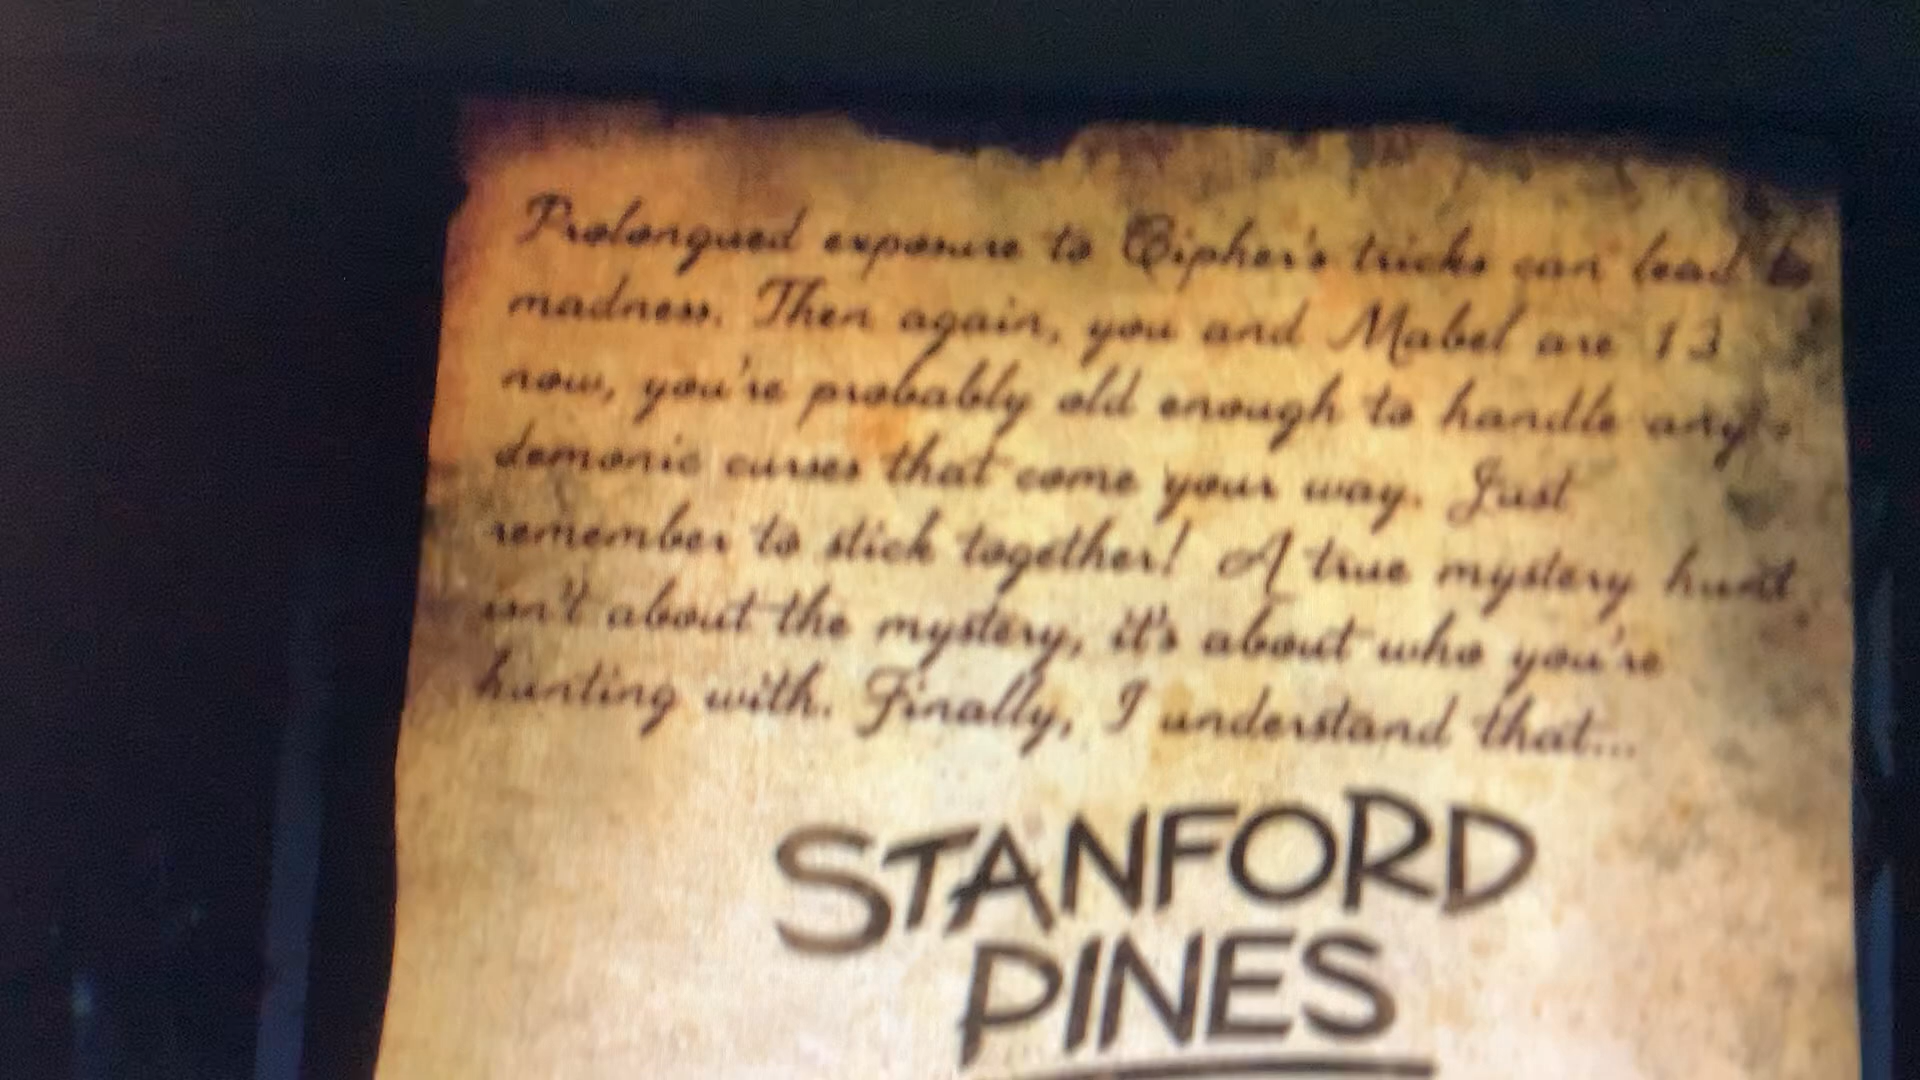 Prolongued exposure to Cipher's tricks can lead to
madness. Then again, you and Mabel are 13
now, you're probably old enough to handle any
demonic curses that come your way. Just
remember to stick together! A true mystery hunt
isn't about the mystery, it's about who you're
hunting with. Finally, I understand that...
STANFORD
PINES